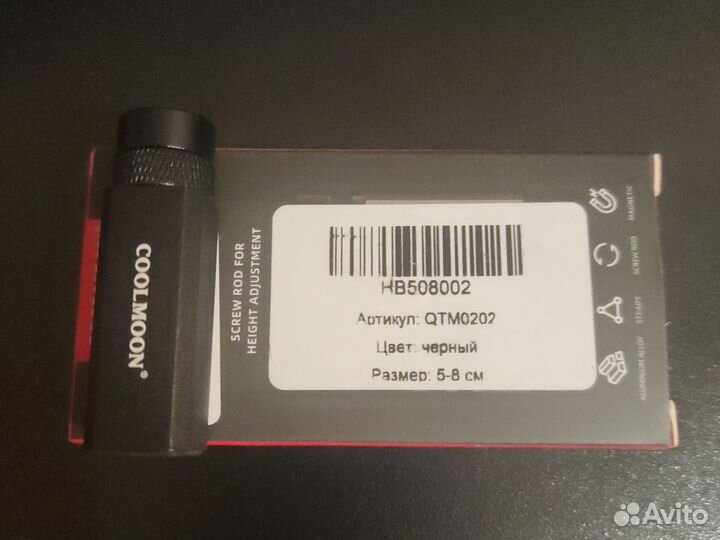 COOLMOON®
SCREW ROD FOR
HEIGHT ADJUSTMENT
HB508002
Артикул: QTM0202
Цвет: черный
Размер: 5-8 см
MAGNETIC
SCREW ROD
STEADY
ALUMINIUM ALLOY
Avito